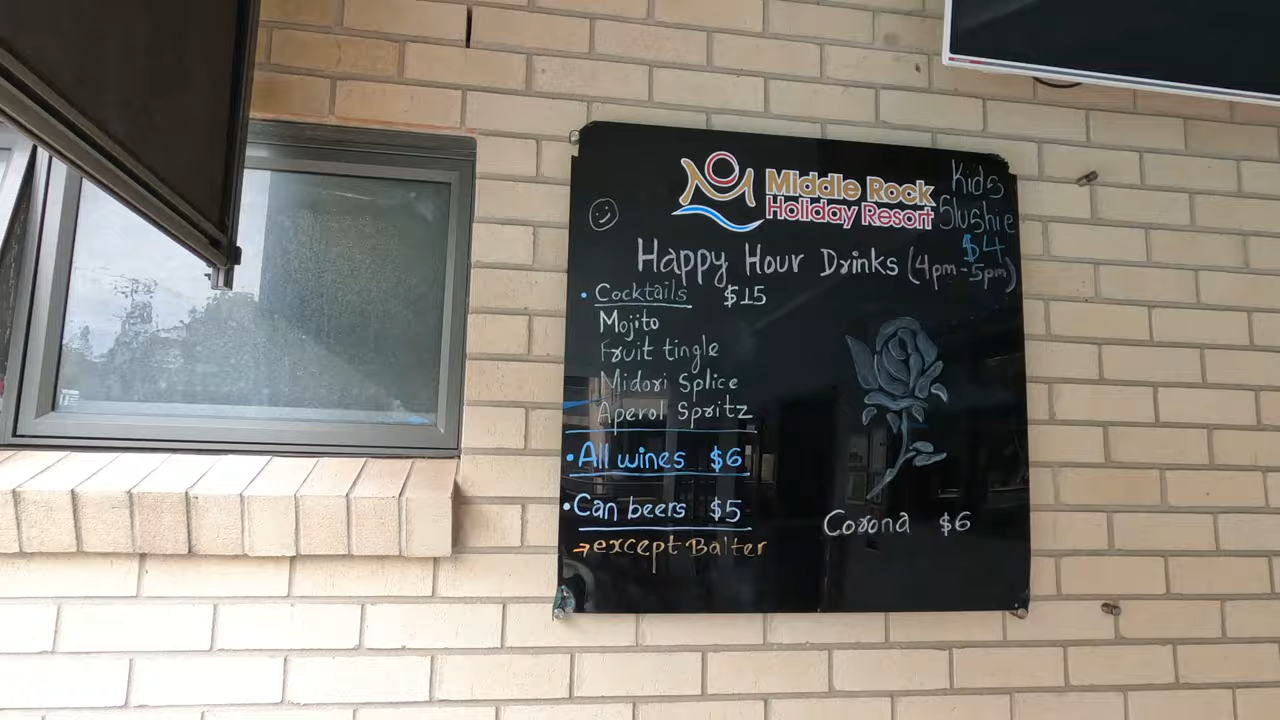 Middle Rock
Holiday Resort
Kids
Slushie
$4
Happy Hour Drinks (4pm-5pm)
• Cocktails $15
Mojito
Fruit tingle
Midori Splice
Aperol Spritz
• All wines $6
• Can beers $5
→ except Balter
Corona $6